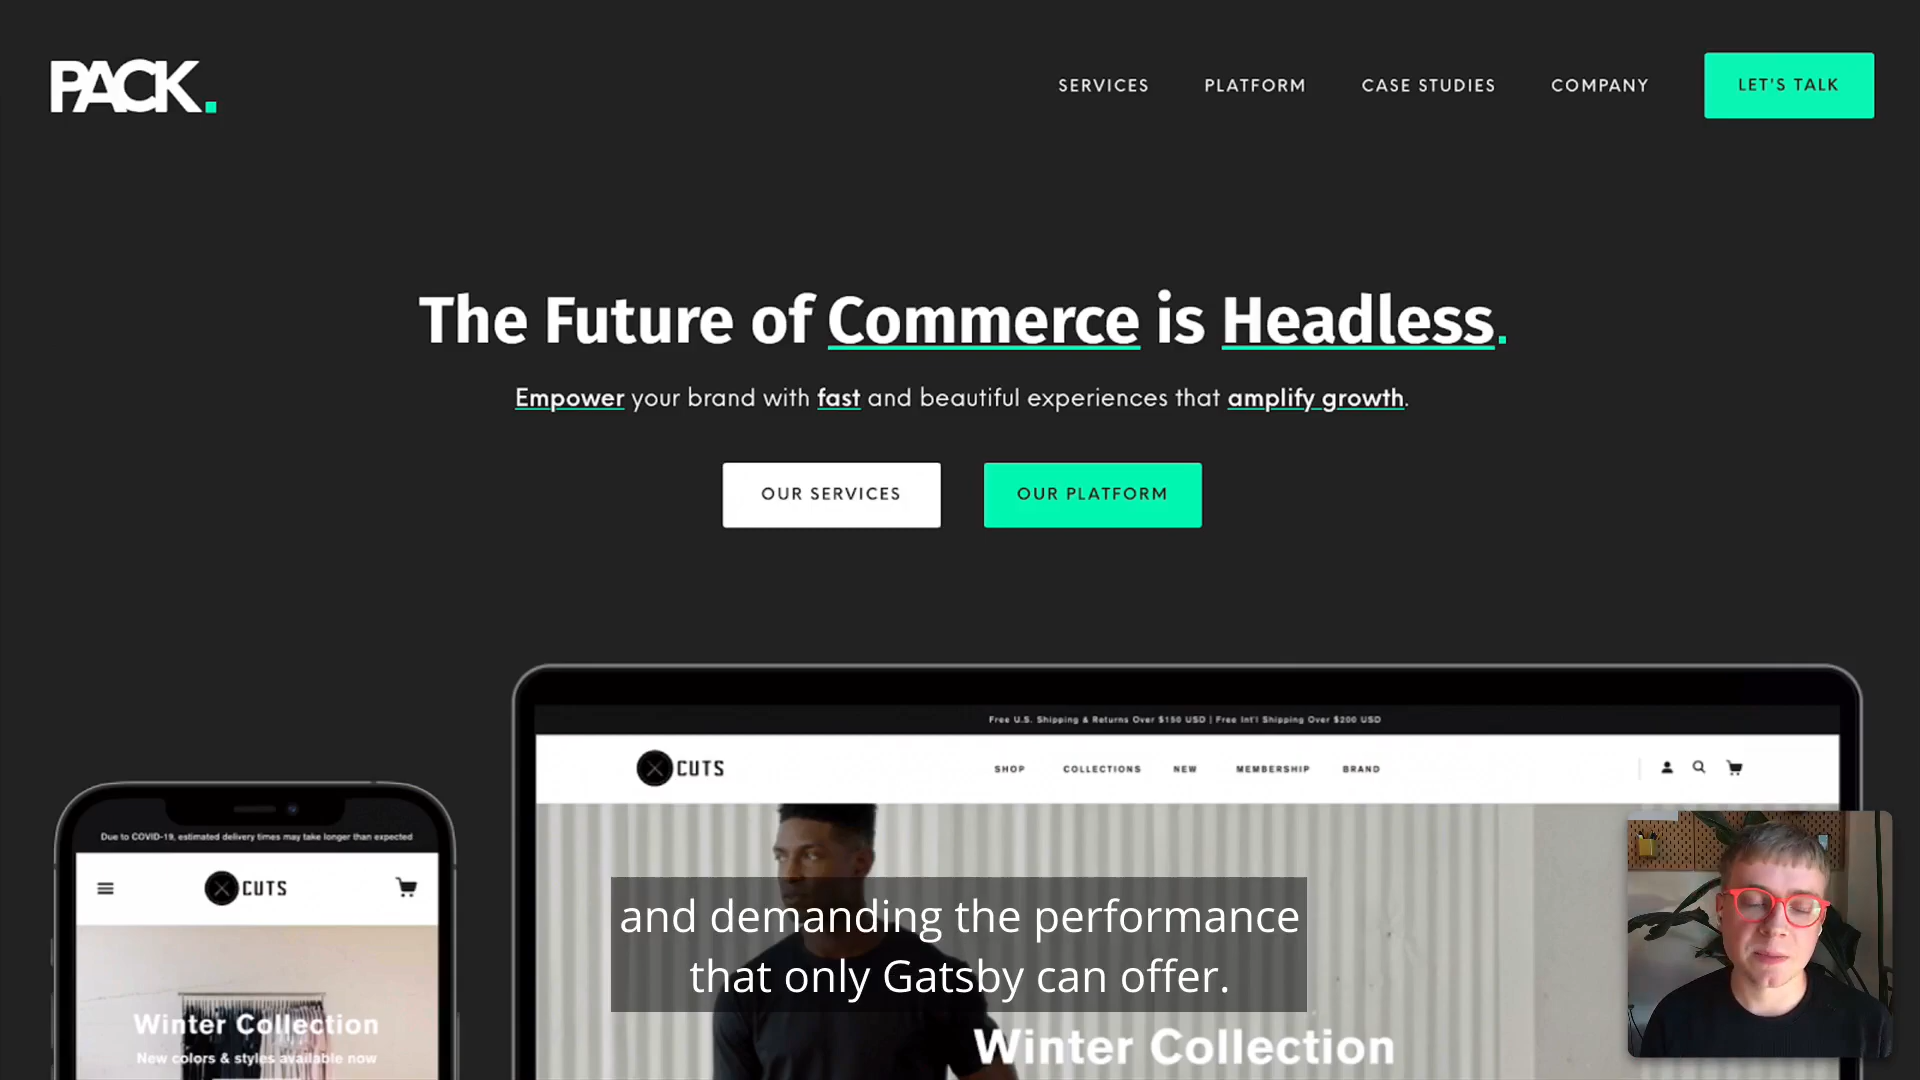 PACK.
SERVICES
PLATFORM
CASE STUDIES
COMPANY
LET'S TALK
The Future of Commerce is Headless.
Empower your brand with fast and beautiful experiences that amplify growth.
OUR SERVICES
OUR PLATFORM
Free U.S. Shipping & Returns Over $150 USD | Free Int'l Shipping Over $200 USD
CUTS
SHOP
COLLECTIONS
NEW
MEMBERSHIP
BRAND
Due to COVID-19, estimated delivery times may take longer than expected
CUTS
Winter Collection
New colors & styles available now
Winter Collection
and demanding the performance
that only Gatsby can offer.